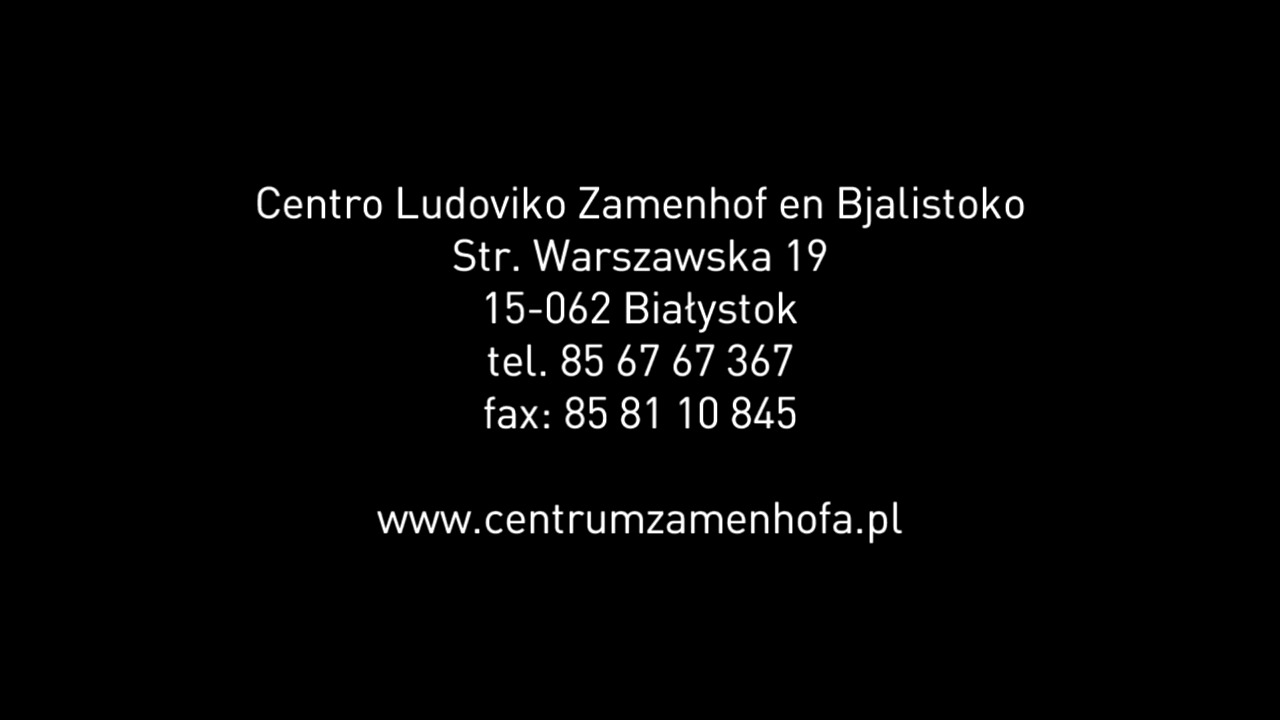 Centro Ludoviko Zamenhof en Bjalistoko
Str. Warszawska 19
15-062 Białystok
tel. 85 67 67 367
fax: 85 81 10 845
www.centrumzamenhofa.pl